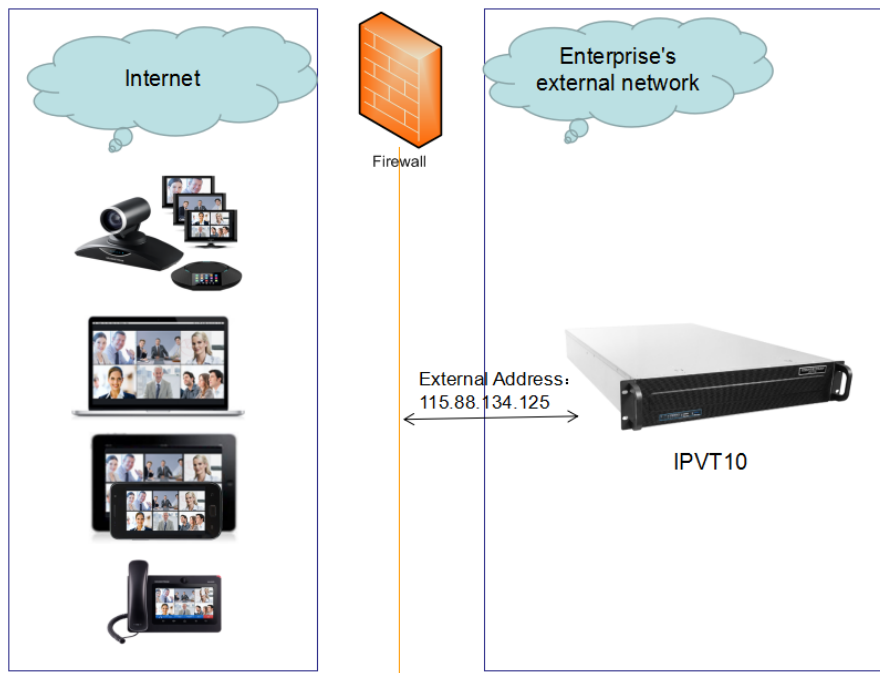 Internet
Firewall
Enterprise's
external network
External Address：
115.88.134.125
IPVT10